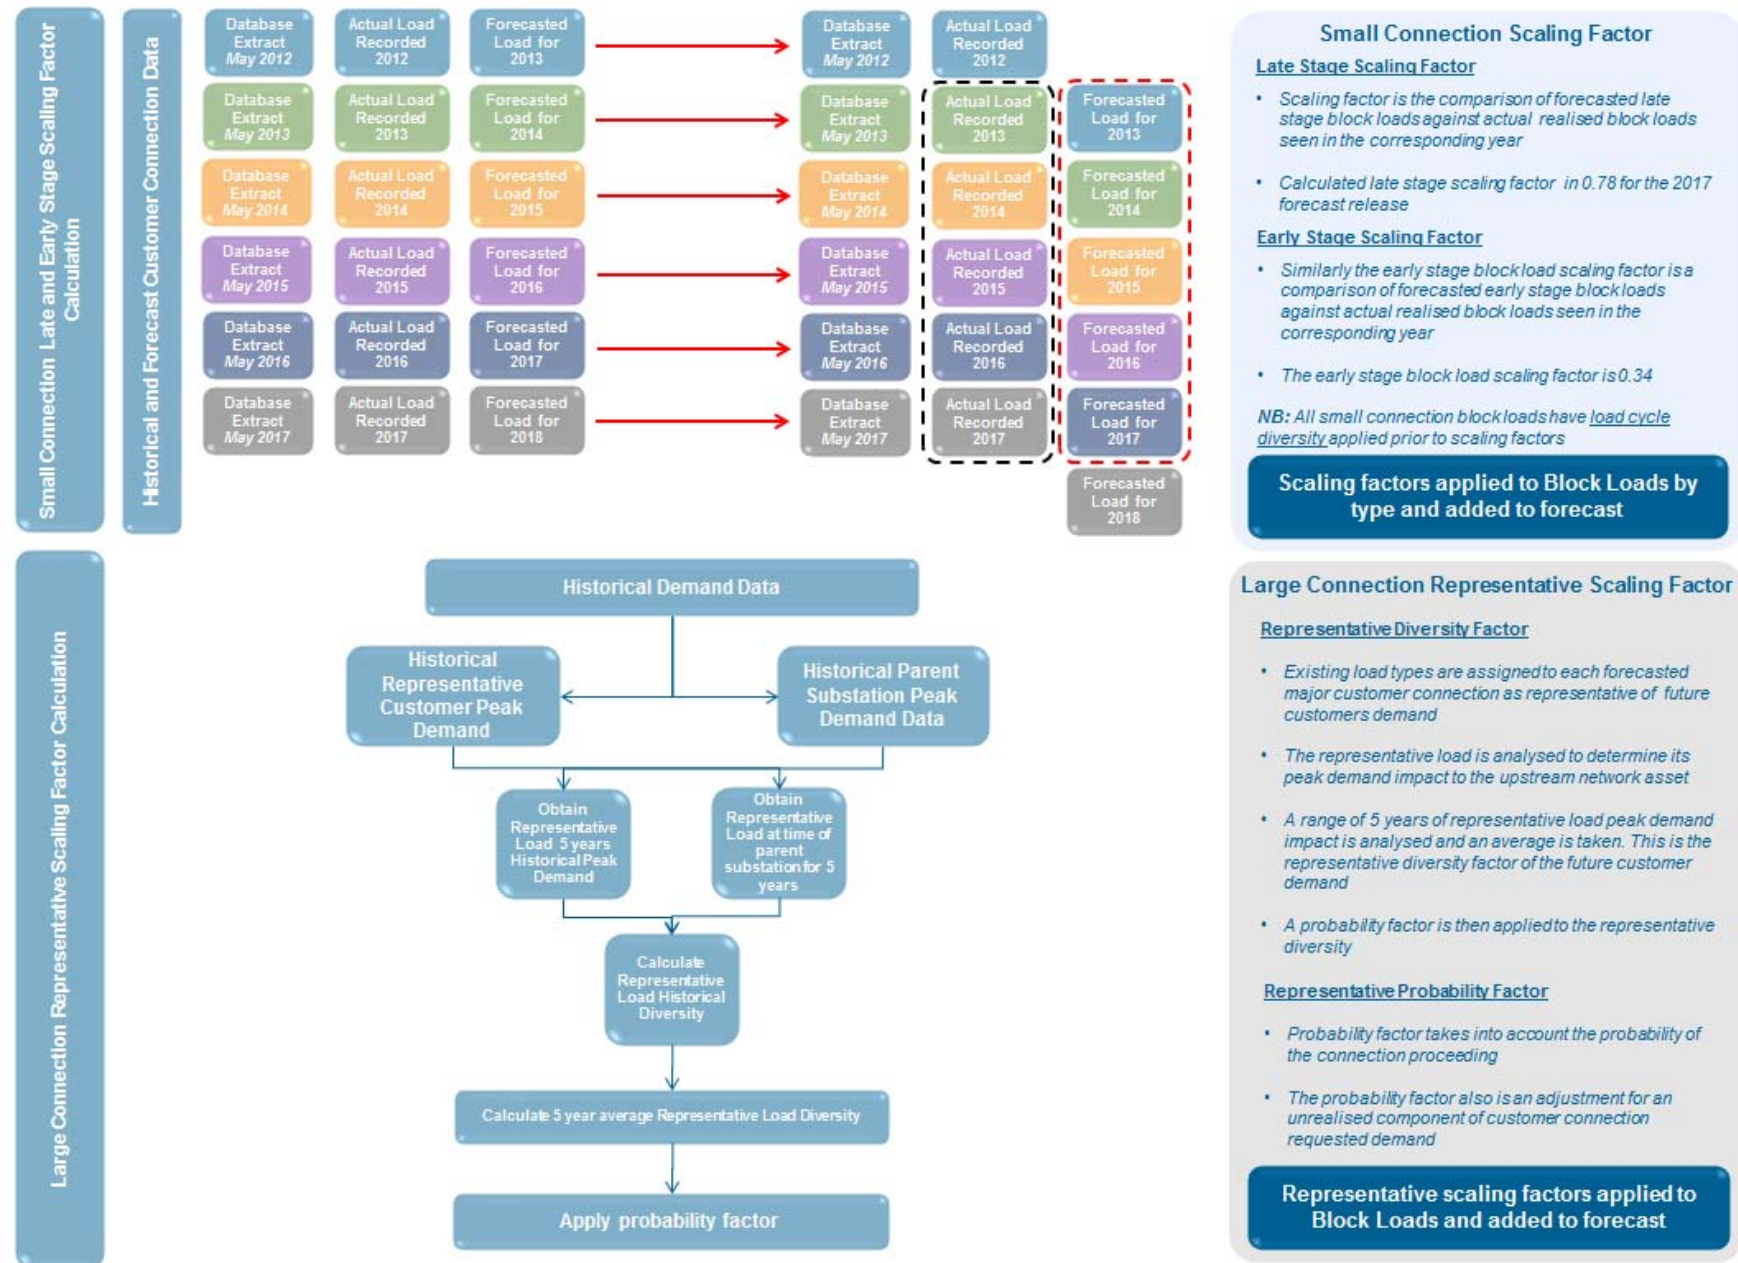 Small Connection Late and Early Stage Scaling Factor
Calculation
Historical and Forecast Customer Connection Data
Database
Extract
May 2012
Actual Load
Recorded
2012
Forecasted
Load for
2013
Database
Extract
May 2012
Actual Load
Recorded
2012
Database
Extract
May 2013
Actual Load
Recorded
2013
Forecasted
Load for
2014
Database
Extract
May 2013
Actual Load
Recorded
2013
Forecasted
Load for
2013
Database
Extract
May 2014
Actual Load
Recorded
2014
Forecasted
Load for
2015
Database
Extract
May 2014
Actual Load
Recorded
2014
Forecasted
Load for
2014
Database
Extract
May 2015
Actual Load
Recorded
2015
Forecasted
Load for
2016
Database
Extract
May 2015
Actual Load
Recorded
2015
Forecasted
Load for
2015
Database
Extract
May 2016
Actual Load
Recorded
2016
Forecasted
Load for
2017
Database
Extract
May 2016
Actual Load
Recorded
2016
Forecasted
Load for
2016
Database
Extract
May 2017
Actual Load
Recorded
2017
Forecasted
Load for
2018
Database
Extract
May 2017
Actual Load
Recorded
2017
Forecasted
Load for
2017
Forecasted
Load for
2018
Small Connection Scaling Factor
Late Stage Scaling Factor
• Scaling factor is the comparison of forecasted late
stage block loads against actual realised block loads
seen in the corresponding year
• Calculated late stage scaling factor in 0.78 for the 2017
forecast release
Early Stage Scaling Factor
• Similarly the early stage block load scaling factor is a
comparison of forecasted early stage block loads
against actual realised block loads seen in the
corresponding year
• The early stage block load scaling factor is 0.34
NB: All small connection block loads have load cycle
diversity applied prior to scaling factors
Scaling factors applied to Block Loads by
type and added to forecast
Large Connection Representative Scaling Factor Calculation
Historical Demand Data
Historical
Representative
Customer Peak
Demand
Historical Parent
Substation Peak
Demand Data
Obtain
Representative
Load 5 years
Historical Peak
Demand
Obtain
Representative
Load at time of
parent
substation for 5
years
Calculate
Representative
Load Historical
Diversity
Calculate 5 year average Representative Load Diversity
Apply probability factor
Large Connection Representative Scaling Factor
Representative Diversity Factor
• Existing load types are assigned to each forecasted
major customer connection as representative of future
customers demand
• The representative load is analysed to determine its
peak demand impact to the upstream network asset
• A range of 5 years of representative load peak demand
impact is analysed and an average is taken. This is the
representative diversity factor of the future customer
demand
• A probability factor is then applied to the representative
diversity
Representative Probability Factor
• Probability factor takes into account the probability of
the connection proceeding
• The probability factor also is an adjustment for an
unrealised component of customer connection
requested demand
Representative scaling factors applied to
Block Loads and added to forecast